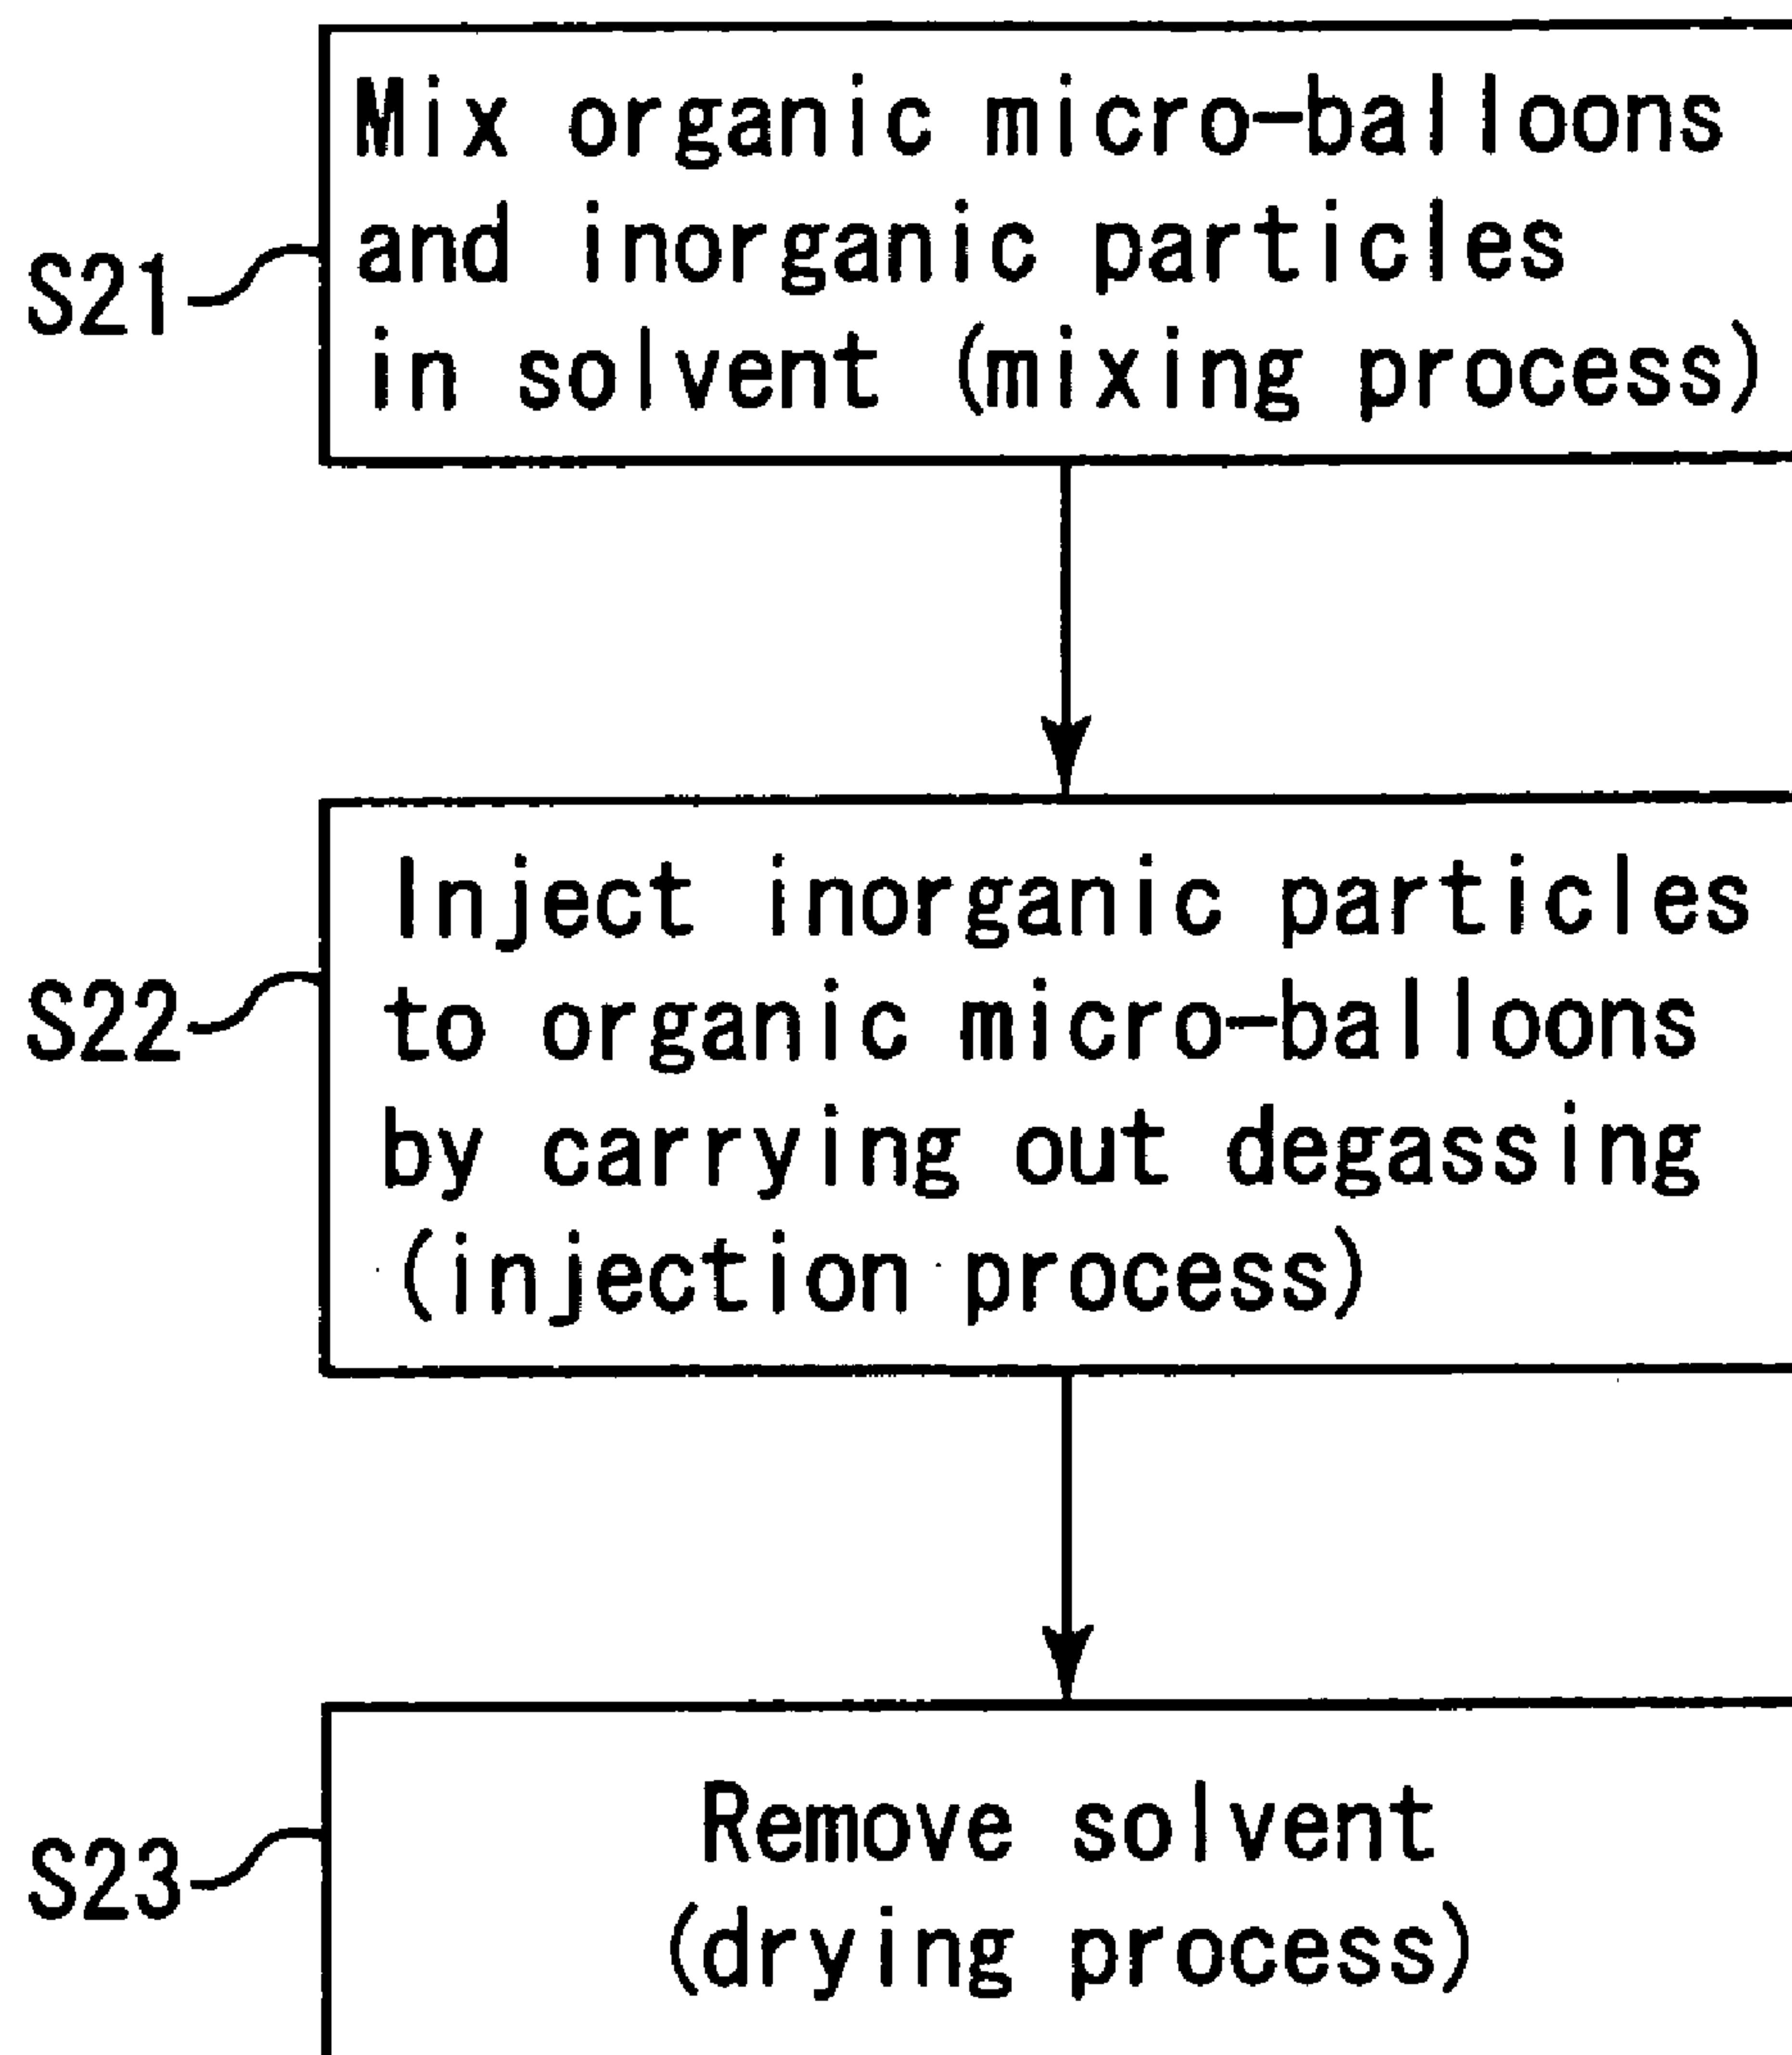 Mix organic micro-balloons
and inorganic particles
in solvent (mixing process)
S21
Inject inorganic particles
to organic micro-balloons
by carrying out degassing
(injection process)
S22
Remove solvent
(drying process)
S23